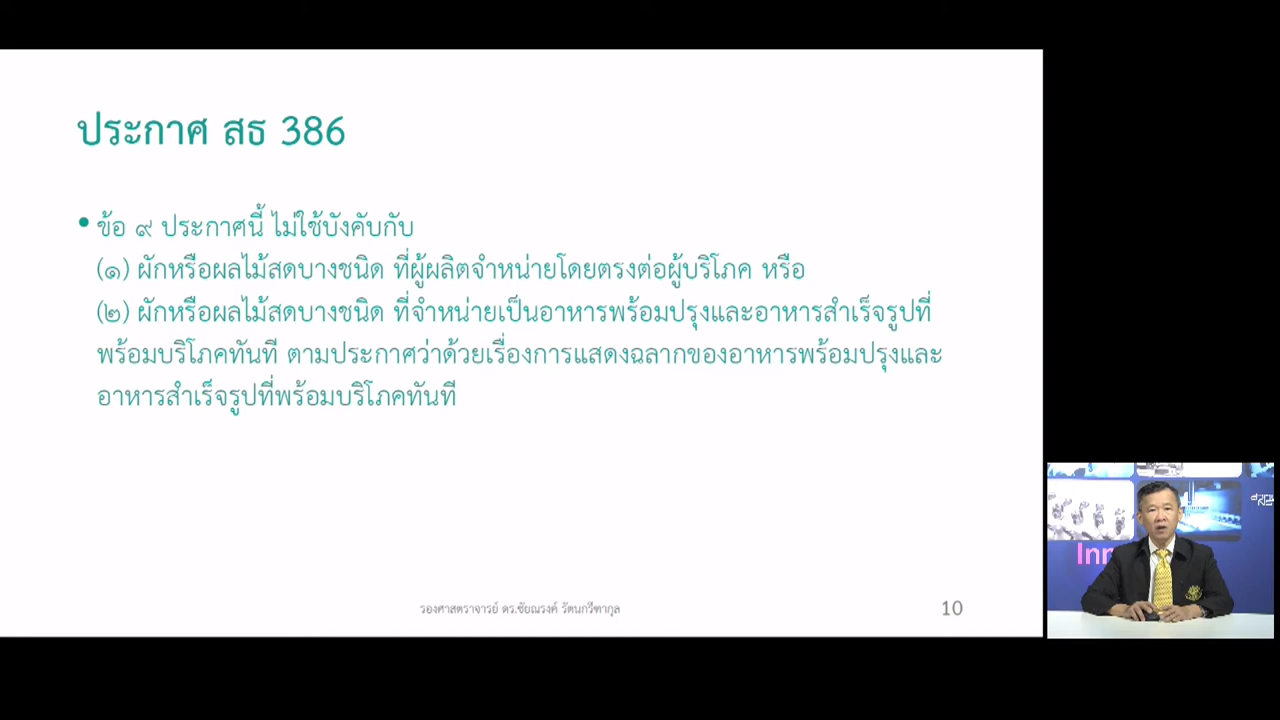 ประกาศ สธ 386
• ข้อ ๙ ประกาศนี้ ไม่ใช้บังคับกับ
(๑) ผักหรือผลไม้สดบางชนิด ที่ผู้ผลิตจำหน่ายโดยตรงต่อผู้บริโภค หรือ
(๒) ผักหรือผลไม้สดบางชนิด ที่จำหน่ายเป็นอาหารพร้อมปรุงและอาหารสำเร็จรูปที่
พร้อมบริโภคทันที ตามประกาศว่าด้วยเรื่องการแสดงฉลากของอาหารพร้อมปรุงและ
อาหารสำเร็จรูปที่พร้อมบริโภคทันที
รองศาสตราจารย์ ดร.ชัยณรงค์ รัตนกรีฑากุล
10